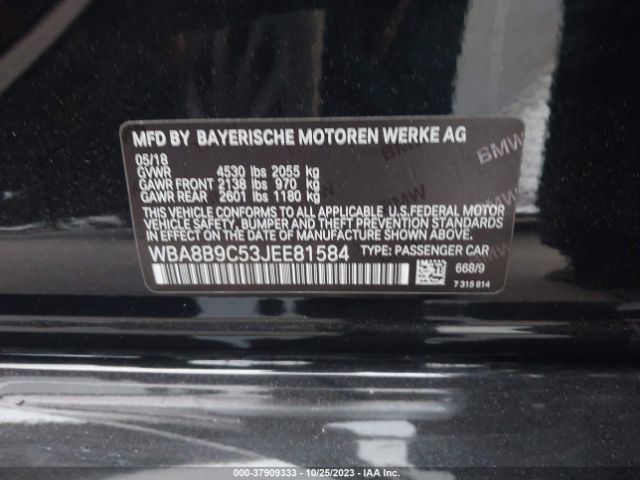 MFD BY BAYERISCHE MOTOREN WERKE AG
05/18
GVWR 4530 lbs 2055 kg
GAWR FRONT 2138 lbs 970 kg
GAWR REAR 2601 lbs 1180 kg
THIS VEHICLE CONFORMS TO ALL APPLICABLE U.S.FEDERAL MOTOR
VEHICLE SAFETY, BUMPER AND THEFT PREVENTION STANDARDS
IN EFFECT ON THE DATE OF MANUFACTURE SHOWN ABOVE.
WBA8B9C53JEE81584 TYPE: PASSENGER CAR
668/9
7 315 814
BMW
BMW
BMW
BMW
000-37909333 | 10/25/2023 | IAA Inc.